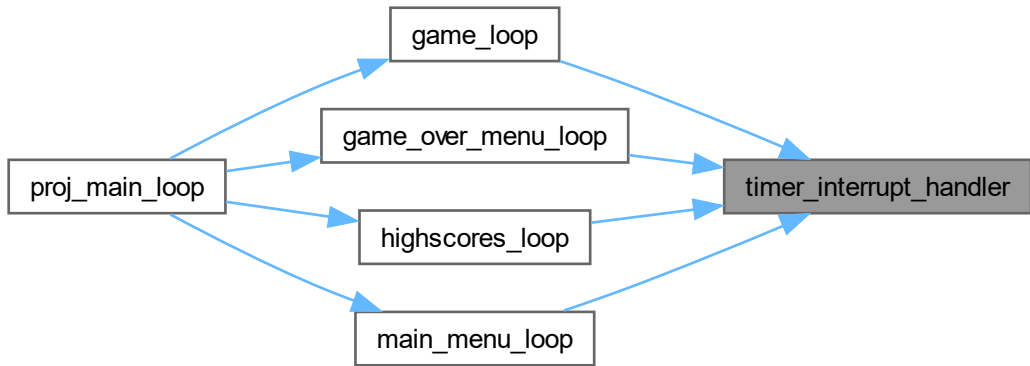 game_loop
game_over_menu_loop
proj_main_loop
timer_interrupt_handler
highscores_loop
main_menu_loop